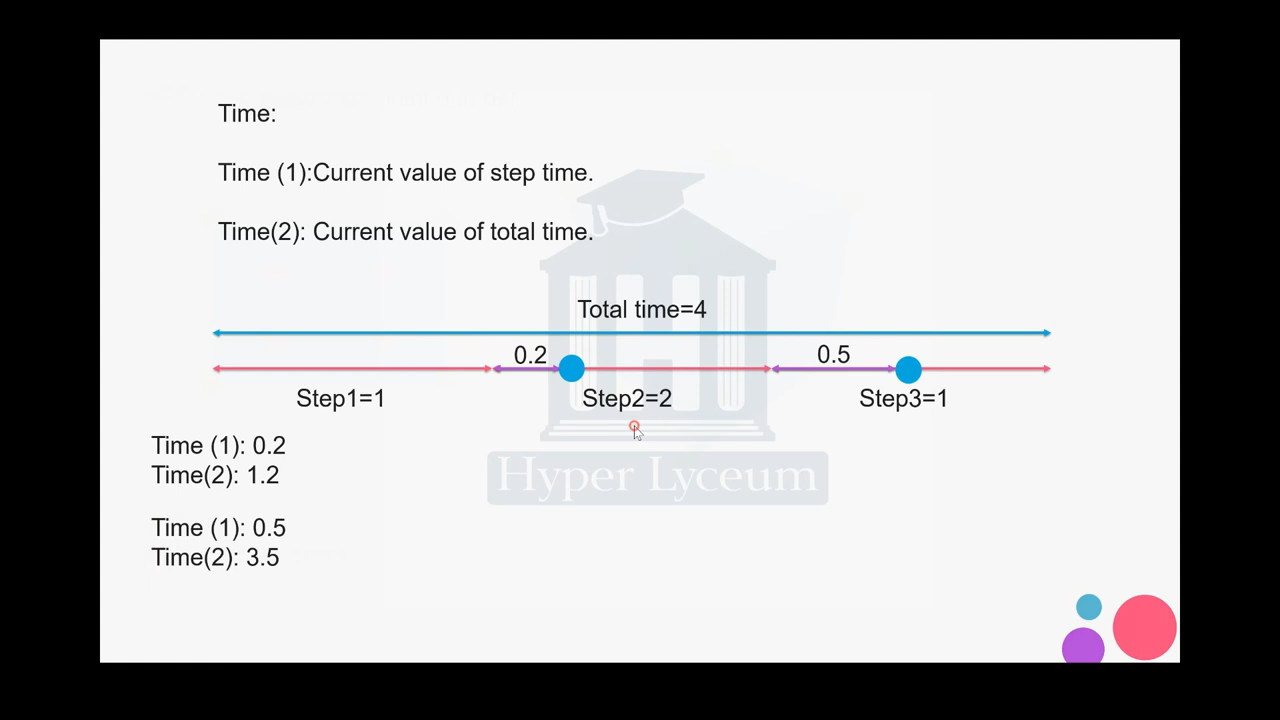 Time:
Time (1):Current value of step time.
Time(2): Current value of total time.
Total time=4
0.2
0.5
Step1=1
Step2=2
Step3=1
Time (1): 0.2
Time(2): 1.2
Hyper Lyceum
Time (1): 0.5
Time(2): 3.5